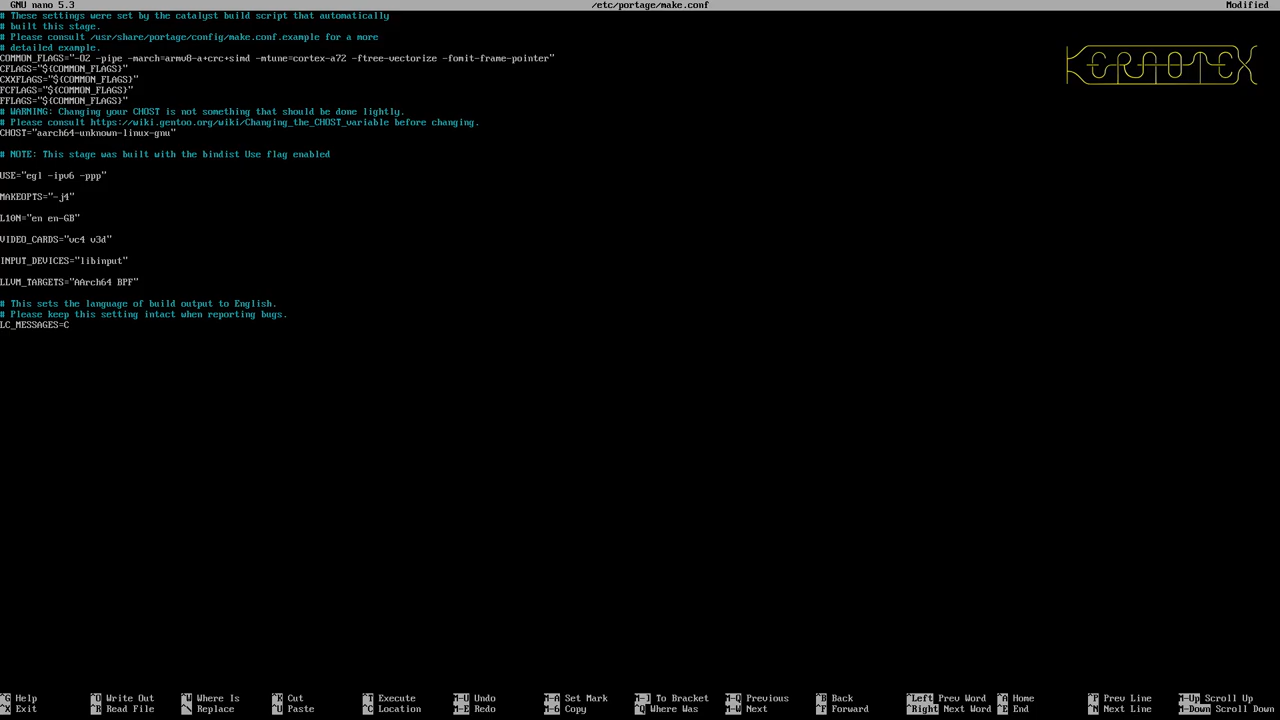 GNU nano 5.3 /etc/portage/make.conf Modified
# These settings were set by the catalyst build script that automatically
# built this stage.
# Please consult /usr/share/portage/config/make.conf.example for a more
# detailed example.
COMMON_FLAGS="-O2 -pipe -march=armv8-a+crc+simd -mtune=cortex-a72 -ftree-vectorize -fomit-frame-pointer"
CFLAGS="${COMMON_FLAGS}"
CXXFLAGS="${COMMON_FLAGS}"
FCFLAGS="${COMMON_FLAGS}"
FFLAGS="${COMMON_FLAGS}"
# WARNING: Changing your CHOST is not something that should be done lightly.
# Please consult https://wiki.gentoo.org/wiki/Changing_the_CHOST_variable before changing.
CHOST="aarch64-unknown-linux-gnu"
# NOTE: This stage was built with the bindist Use flag enabled
USE="egl -ipv6 -ppp"
MAKEOPTS="-j4"
L10N="en en-GB"
VIDEO_CARDS="vc4 v3d"
INPUT_DEVICES="libinput"
LLVM_TARGETS="AArch64 BPF"
# This sets the language of build output to English.
# Please keep this setting intact when reporting bugs.
LC_MESSAGES=C
KERAOTEX
^G Help ^O Write Out ^W Where Is ^K Cut ^T Execute M-U Undo M-A Set Mark M-] To Bracket M-Q Previous ^B Back ^Left Prev Word ^A Home ^P Prev Line M-Up Scroll Up
^X Exit ^R Read File ^\ Replace ^U Paste ^C Location M-E Redo M-6 Copy ^Q Where Was M-W Next ^F Forward ^Right Next Word ^E End ^N Next Line M-Down Scroll Down